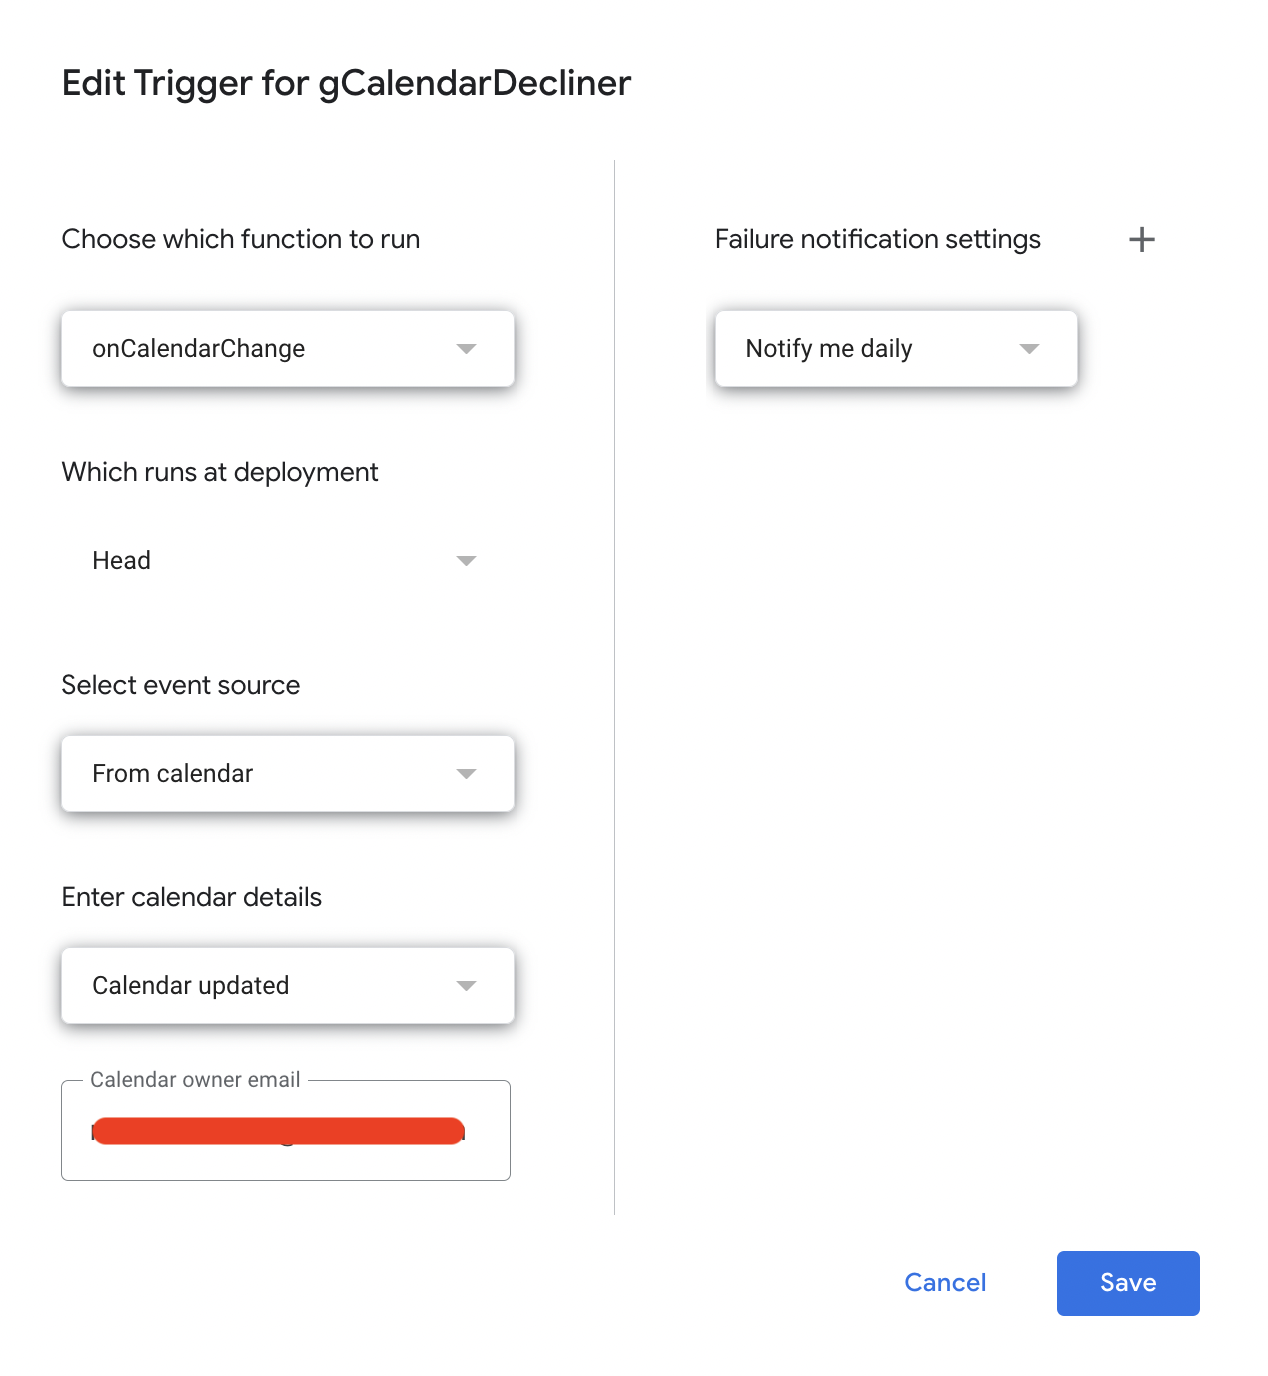 Edit Trigger for gCalendarDecliner
Choose which function to run
onCalendarChange
Which runs at deployment
Head
Select event source
From calendar
Enter calendar details
Calendar updated
Calendar owner email
Failure notification settings
Notify me daily
Cancel
Save